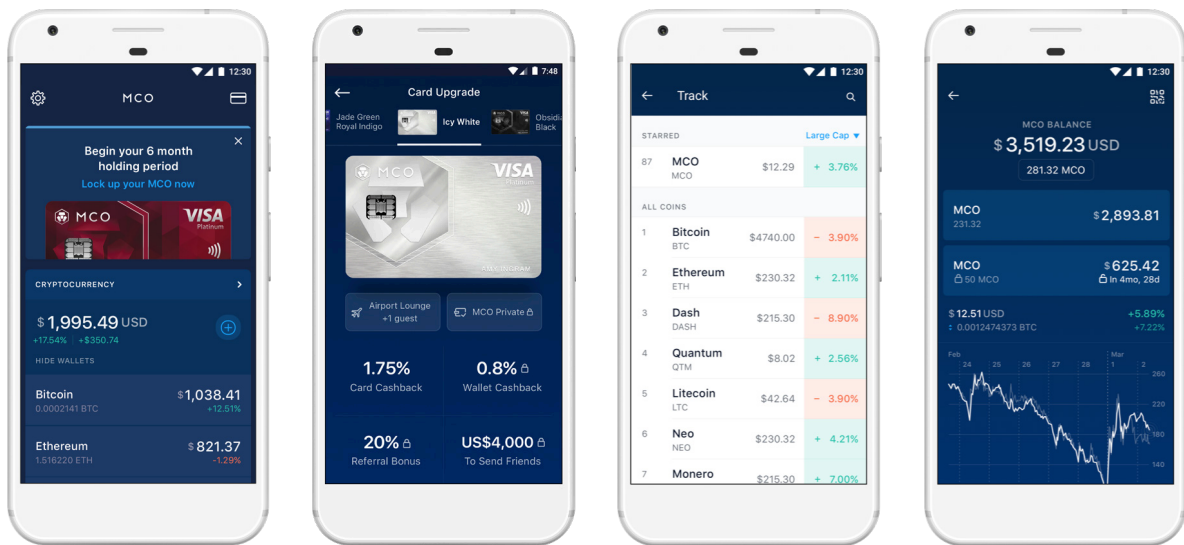 12:30
MCO
Begin your 6 month
holding period
Lock up your MCO now
MCO
VISA
Platinum
CRYPTOCURRENCY
$1,995.49 USD
+17.54% +$350.74
HIDE WALLETS
Bitcoin $1,038.41
0.0002141 BTC +12.51%
Ethereum $821.37
1.516220 ETH -1.29%
7:48
Card Upgrade
Jade Green
Royal Indigo
Icy White
Obsidi
Black
MCO VISA
Platinum
KELLINGRAM
Airport Lounge
+1 guest
MCO Private
1.75% 0.8%
Card Cashback Wallet Cashback
20% US$4,000
Referral Bonus To Send Friends
12:30
Track
STARRED Large Cap ▼
87 MCO $12.29 + 3.76%
MCO
ALL COINS
1 Bitcoin $4740.00 − 3.90%
BTC
2 Ethereum $230.32 + 2.11%
ETH
3 Dash $215.30 − 8.90%
DASH
4 Quantum $8.02 + 2.56%
QTM
5 Litecoin $42.64 − 3.90%
LTC
6 Neo $230.32 + 4.21%
NEO
7 Monero $215.30 + 7.00%
12:30
MCO BALANCE
$3,519.23 USD
281.32 MCO
MCO $2,893.81
231.32
MCO $625.42
50 MCO In 4mo, 28d
$12.51 USD +5.89%
0.0012474373 BTC +7.22%
Feb Mar
24 25 26 27 28 1 2
260
220
180
140